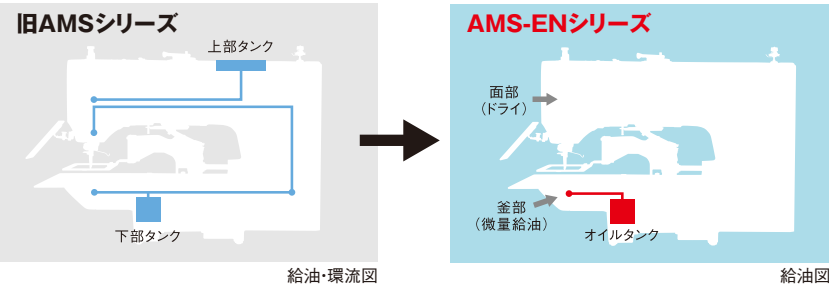 旧AMSシリーズ
上部タンク
下部タンク
給油・環流図
AMS-ENシリーズ
面部
（ドライ）
釜部
（微量給油）
オイルタンク
給油図